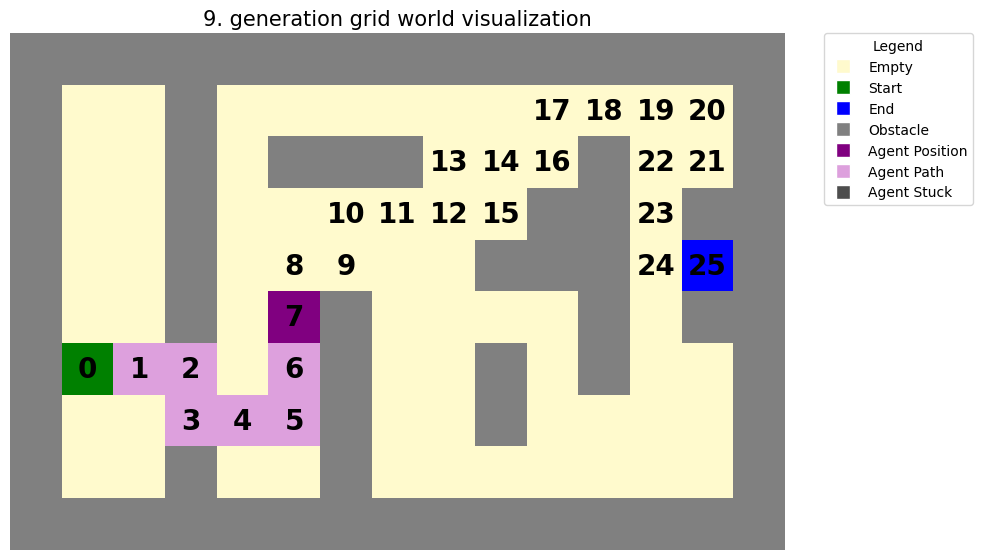 9. generation grid world visualization
17 18 19 20
13 14 16 22 21
10 11 12 15 23
8 9 24 25
7
0 1 2 6
3 4 5
Legend
Empty
Start
End
Obstacle
Agent Position
Agent Path
Agent Stuck